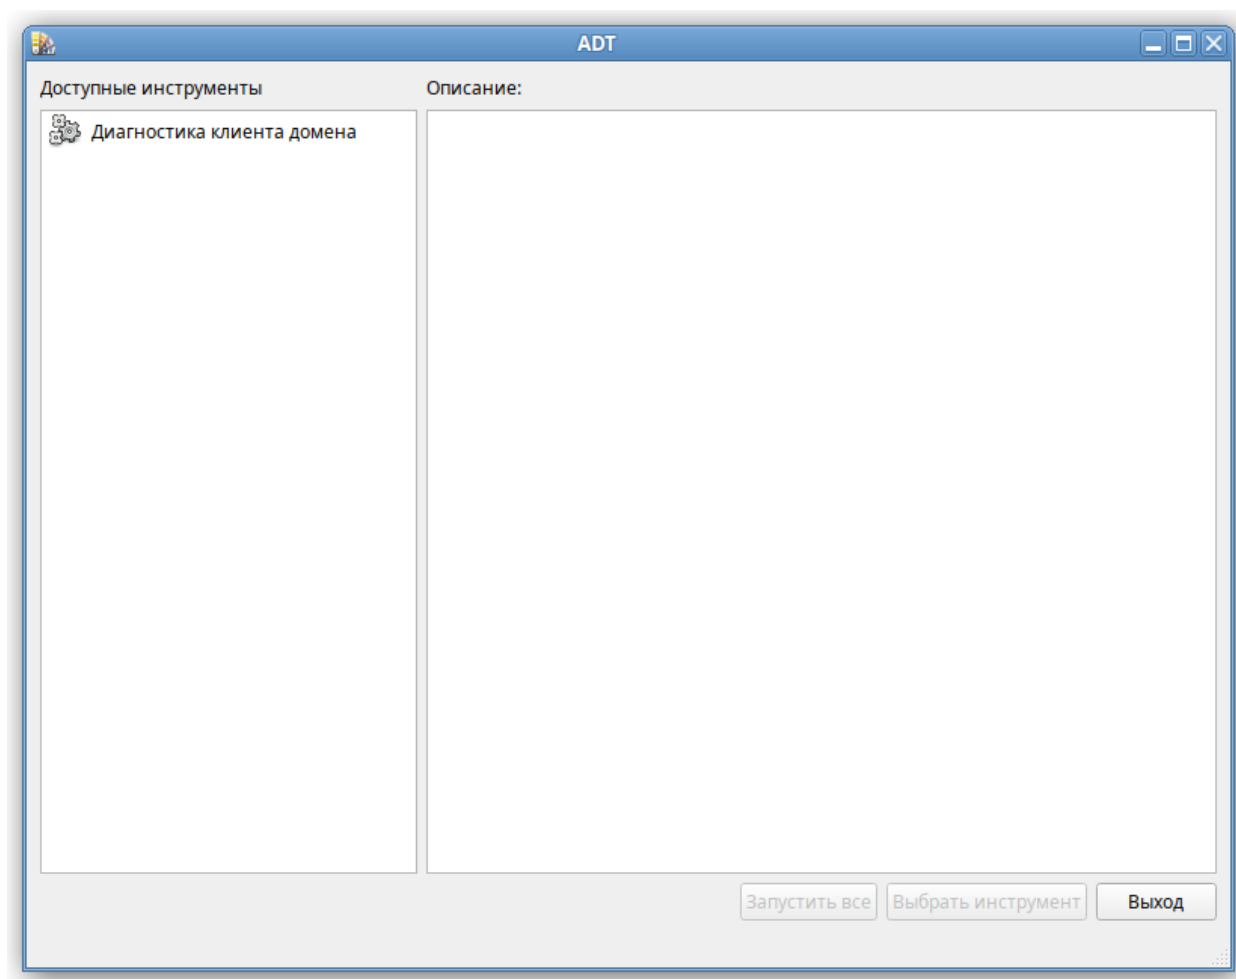 ADT
Доступные инструменты
Описание:
Диагностика клиента домена
Запустить все
Выбрать инструмент
Выход